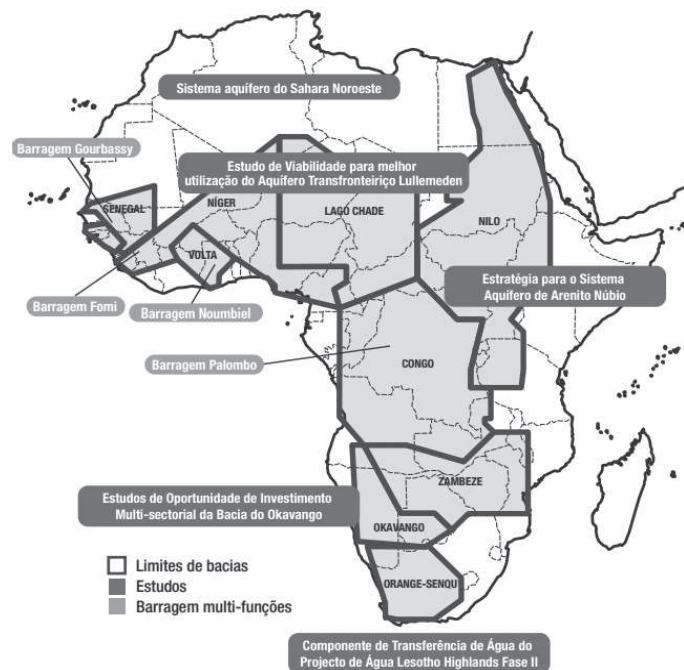 Sistema aquífero do Sahara Noroeste
Barragem Gourbassy
Estudo de Viabilidade para melhor
utilização do Aquífero Transfronteiriço Lullemeden
SENEGAL
NÍGER
LAGO CHADE
NILO
VOLTA
Estratégia para o Sistema
Aquífero de Arenito Núbio
Barragem Fomi
Barragem Noumbiel
Barragem Palombo
CONGO
ZAMBEZE
Estudos de Oportunidade de Investimento
Multi-sectorial da Bacia do Okavango
OKAVANGO
Limites de bacias
Estudos
Barragem multi-funções
ORANGE-SENQU
Componente de Transferência de Água do
Projecto de Água Lesotho Highlands Fase II